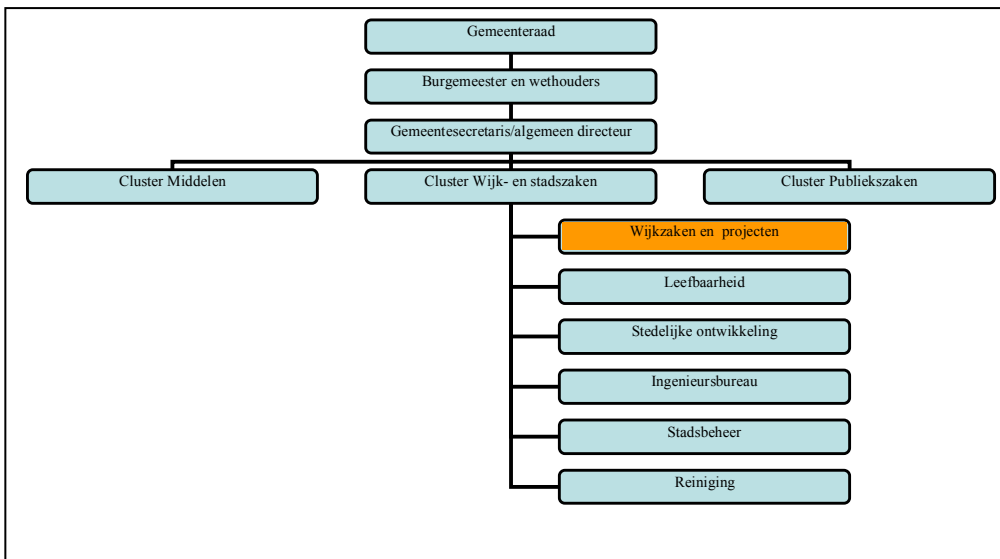 Gemeenteraad
Burgemeester en wethouders
Gemeentesecretaris/algemeen directeur
Cluster Middelen
Cluster Wijk- en stadszaken
Cluster Publiekszaken
Wijkzaken en projecten
Leefbaarheid
Stedelijke ontwikkeling
Ingenieursbureau
Stadsbeheer
Reiniging